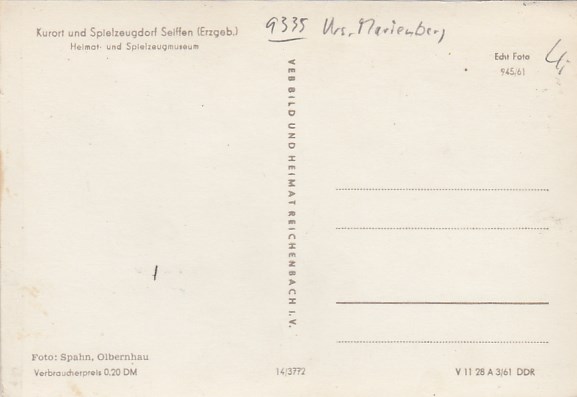 Kurort und Spielzeugdorf Seiffen (Erzgeb.)
Heimat- und Spielzeugmuseum
9335 Krs. Marienberg
Echt Foto
945/61
4,-
VEB BILD UND HEIMAT REICHENBACH I. V.
Foto: Spahn, Olbernhau
Verbraucherpreis 0,20 DM
14/3772
V 11 28 A 3/61 DDR